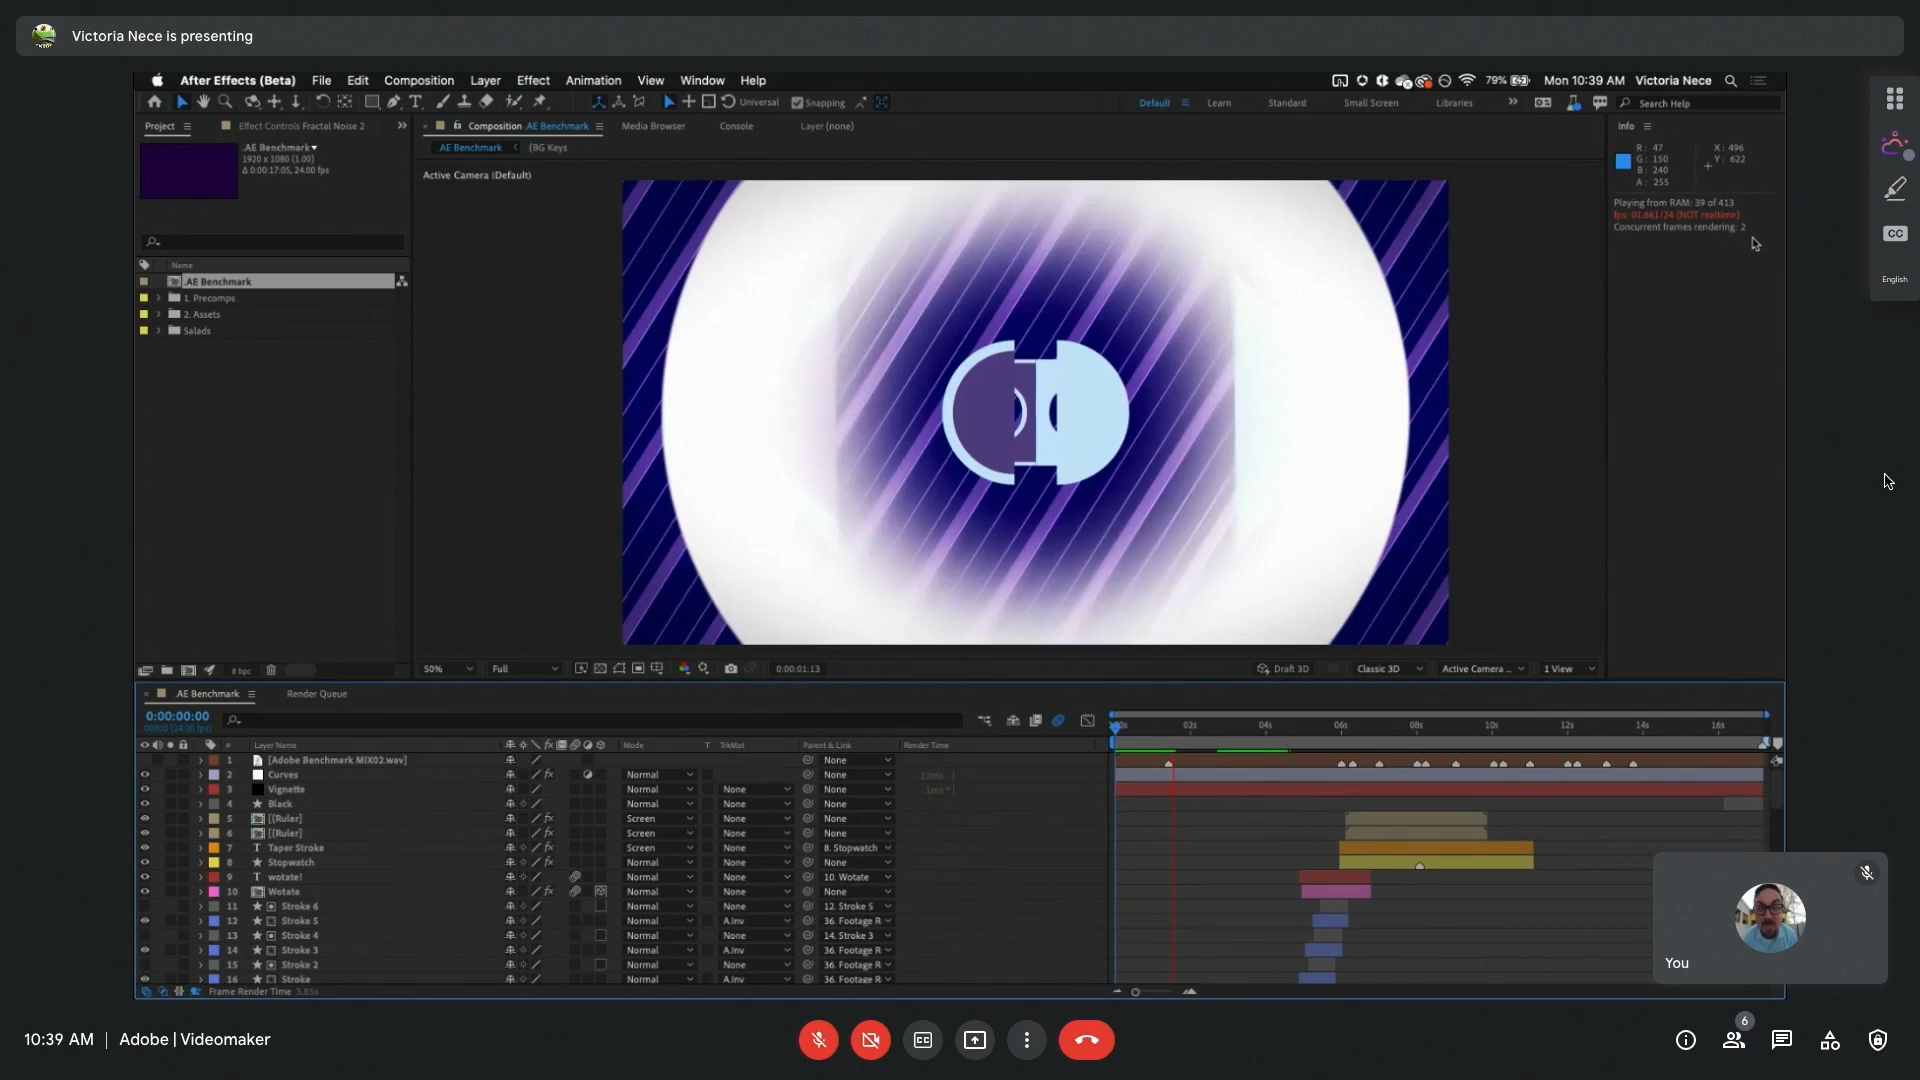 Victoria Nece is presenting
After Effects (Beta) File Edit Composition Layer Effect Animation View Window Help
79% Mon 10:39 AM Victoria Nece
Universal Snapping Default Learn Standard Small Screen Libraries Search Help
Project Effect Controls Fractal Noise 2
Composition .AE Benchmark Media Browser Console Layer (none)
Info
.AE Benchmark
1920 x 1080 (1.00)
Δ 0:00:17:05, 24.00 fps
.AE Benchmark (BG Keys
Active Camera (Default)
R: 47 X: 496
G: 150 Y: 622
B: 240
A: 255
Playing from RAM: 39 of 413
fps: 01.661/24 (NOT realtime)
Concurrent frames rendering: 2
CC
English
Name
.AE Benchmark
1. Precomps
2. Assets
Salads
8 bpc
50% Full 0:00:01:13 Draft 3D Classic 3D Active Camera ... 1 View
.AE Benchmark Render Queue
0:00:00:00
00000 (24.00 fps)
02s 04s 06s 08s 10s 12s 14s 16s
# Layer Name Mode T TrkMat Parent & Link Render Time
1 [Adobe Benchmark MIX02.wav] None
2 Curves Normal None 12ms
3 Vignette Normal None None 1ms*
4 Black Normal None None
5 [(Ruler] Screen None None
6 [(Ruler] Screen None None
7 Taper Stroke Screen None 8. Stopwatch
8 Stopwatch Normal None None
9 wotate! Normal None 10. Wotate
10 Wotate Normal None None
11 Stroke 6 Normal None 12. Stroke 5
12 Stroke 5 Normal A.Inv 36. Footage R
13 Stroke 4 Normal None 14. Stroke 3
14 Stroke 3 Normal A.Inv 36. Footage R
15 Stroke 2 Normal None 36. Footage R
16 Stroke Normal A.Inv 36. Footage R
Frame Render Time 3.85s
You
10:39 AM | Adobe | Videomaker
CC
6